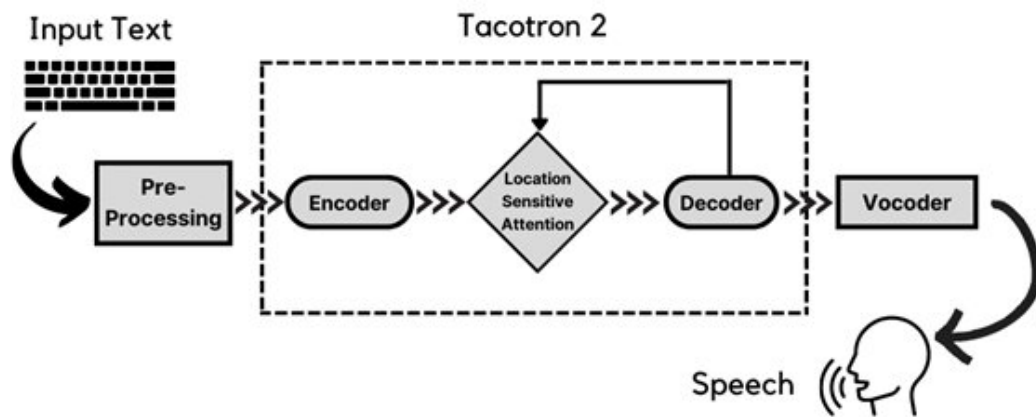 Input Text
Tacotron 2
Pre-
Processing
Encoder
Location
Sensitive
Attention
Decoder
Vocoder
Speech